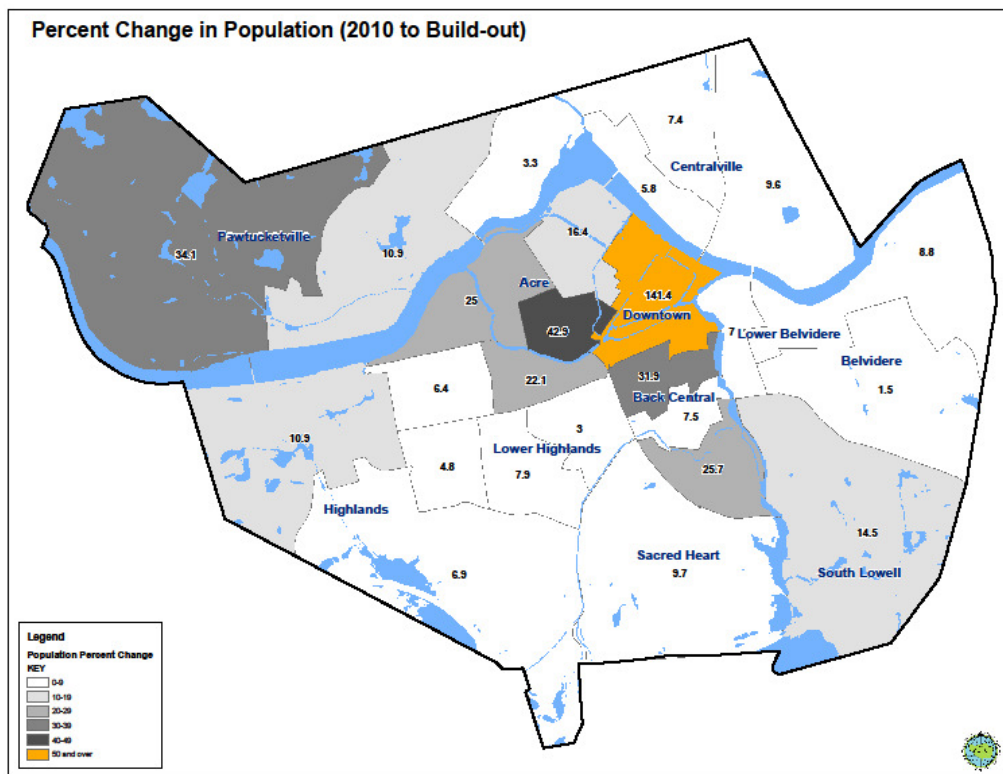 Percent Change in Population (2010 to Build-out)
7.4
3.3
Centralville
5.8
9.6
16.4
Pawtucketville
34.1
10.9
8.8
Acre
25
141.4
Downtown
42.9
7
Lower Belvidere
Belvidere
22.1
31.9
6.4
1.5
Back Central
7.5
3
10.9
Lower Highlands
4.8
7.9
25.7
Highlands
14.5
Sacred Heart
9.7
6.9
South Lowell
Legend
Population Percent Change
KEY
0-9
10-19
20-29
30-39
40-49
50 and over